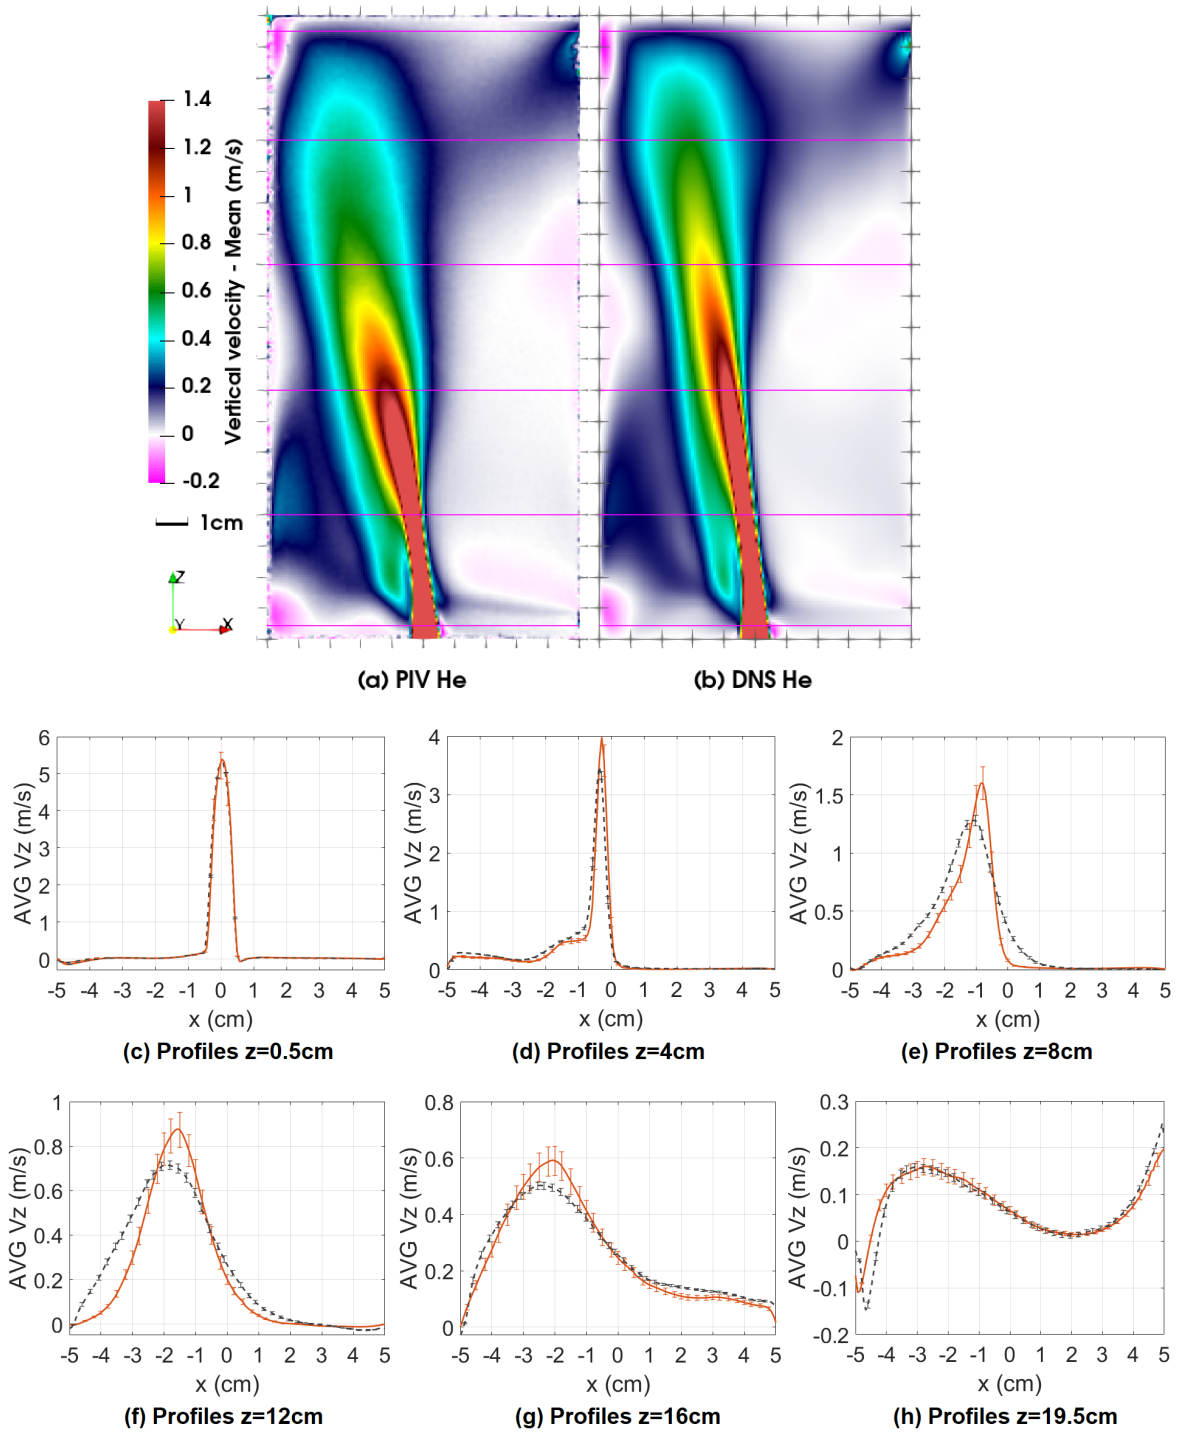 1.4
1.2
1
0.8
0.6
0.4
0.2
0
-0.2
Vertical velocity - Mean (m/s)
1cm
Z
Y X
(a) PIV He
(b) DNS He
6
5
4
3
2
1
0
AVG Vz (m/s)
-5 -4 -3 -2 -1 0 1 2 3 4 5
x (cm)
(c) Profiles z=0.5cm
4
3
2
1
0
AVG Vz (m/s)
-5 -4 -3 -2 -1 0 1 2 3 4 5
x (cm)
(d) Profiles z=4cm
2
1.5
1
0.5
0
AVG Vz (m/s)
-5 -4 -3 -2 -1 0 1 2 3 4 5
x (cm)
(e) Profiles z=8cm
1
0.8
0.6
0.4
0.2
0
AVG Vz (m/s)
-5 -4 -3 -2 -1 0 1 2 3 4 5
x (cm)
(f) Profiles z=12cm
0.8
0.6
0.4
0.2
0
AVG Vz (m/s)
-5 -4 -3 -2 -1 0 1 2 3 4 5
x (cm)
(g) Profiles z=16cm
0.3
0.2
0.1
0
-0.1
-0.2
AVG Vz (m/s)
-5 -4 -3 -2 -1 0 1 2 3 4 5
x (cm)
(h) Profiles z=19.5cm